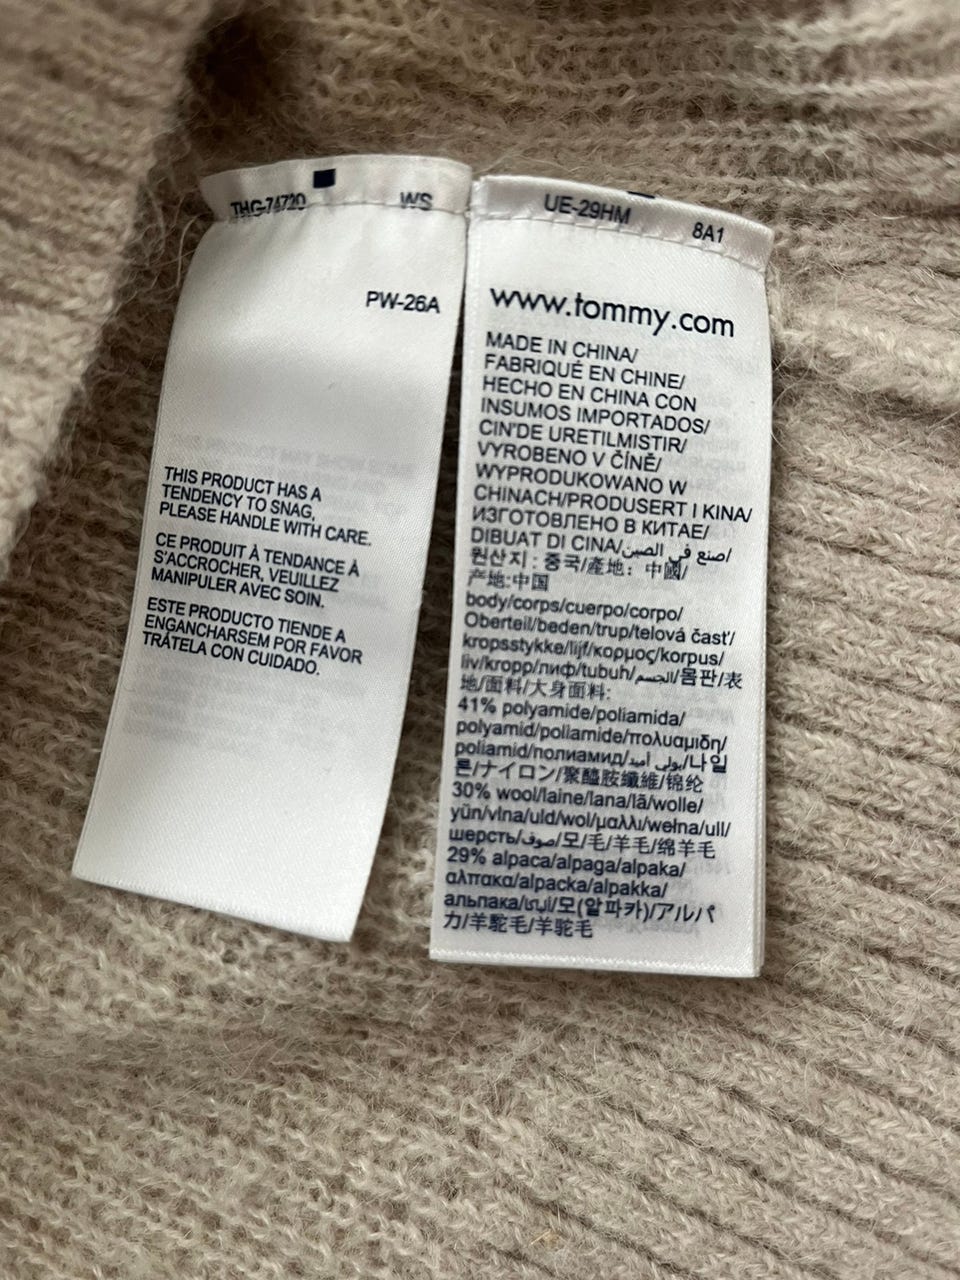 THG-74720 WS
PW-26A
THIS PRODUCT HAS A
TENDENCY TO SNAG,
PLEASE HANDLE WITH CARE.
CE PRODUIT À TENDANCE À
S'ACCROCHER, VEUILLEZ
MANIPULER AVEC SOIN.
ESTE PRODUCTO TIENDE A
ENGANCHARSEM POR FAVOR
TRÁTELA CON CUIDADO.
UE-29HM 8A1
www.tommy.com
MADE IN CHINA/
FABRIQUÉ EN CHINE/
HECHO EN CHINA CON
INSUMOS IMPORTADOS/
CIN'DE URETILMISTIR/
VYROBENO V ČÍNĚ/
WYPRODUKOWANO W
CHINACH/PRODUSERT I KINA/
ИЗГОТОВЛЕНО В КИТАЕ/
DIBUAT DI CINA/صنع في الصين/
원산지 : 중국/產地：中國/
产地:中国
body/corps/cuerpo/corpo/
Oberteil/beden/trup/telová časť/
kropsstykke/lijf/κορμος/korpus/
liv/kropp/лиф/tubuh/الجسم/몸판/表
地/面料/大身面料:
41% polyamide/poliamida/
polyamid/poliamide/πολυαμιδη/
poliamid/полиамид/بولي اميد/나일
론/ナイロン/聚醯胺纖維/锦纶
30% wool/laine/lana/lã/wolle/
yün/vlna/uld/wol/μαλλι/wełna/ull/
шерсть/صوف/모/毛/羊毛/绵羊毛
29% alpaca/alpaga/alpaka/
αλπακα/alpacka/alpakka/
альпака/الباكا/모(알파카)/アルパ
カ/羊駝毛/羊驼毛